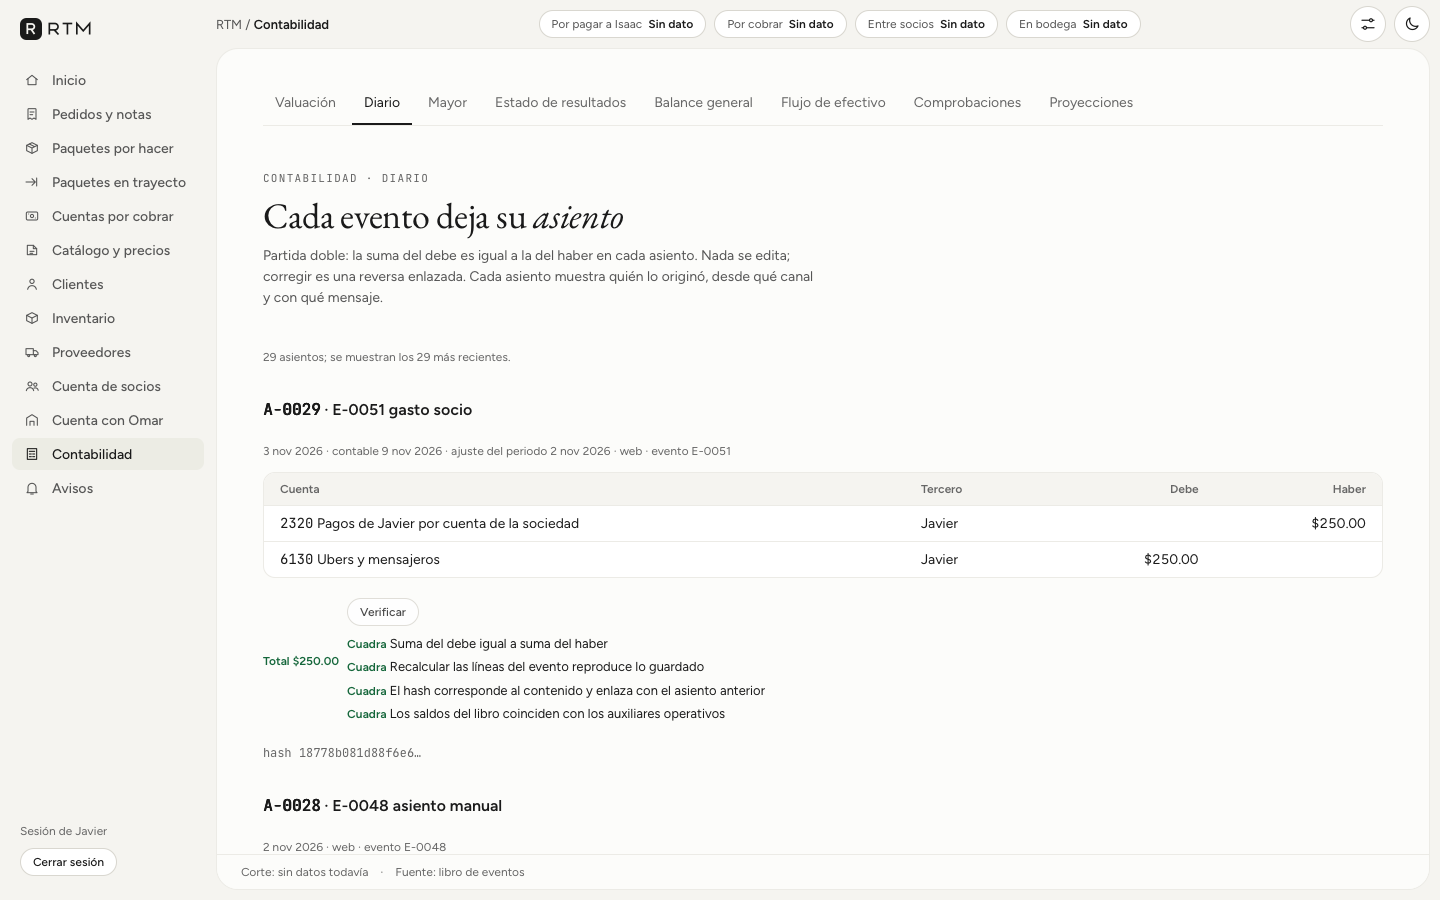 R RTM
RTM / Contabilidad
Por pagar a Isaac Sin dato
Por cobrar Sin dato
Entre socios Sin dato
En bodega Sin dato
Inicio
Pedidos y notas
Paquetes por hacer
Paquetes en trayecto
Cuentas por cobrar
Catálogo y precios
Clientes
Inventario
Proveedores
Cuenta de socios
Cuenta con Omar
Contabilidad
Avisos
Sesión de Javier
Cerrar sesión
Valuación Diario Mayor Estado de resultados Balance general Flujo de efectivo Comprobaciones Proyecciones
CONTABILIDAD · DIARIO
Cada evento deja su asiento
Partida doble: la suma del debe es igual a la del haber en cada asiento. Nada se edita;
corregir es una reversa enlazada. Cada asiento muestra quién lo originó, desde qué canal
y con qué mensaje.
29 asientos; se muestran los 29 más recientes.
A-0029 · E-0051 gasto socio
3 nov 2026 · contable 9 nov 2026 · ajuste del periodo 2 nov 2026 · web · evento E-0051
Cuenta Tercero Debe Haber
2320 Pagos de Javier por cuenta de la sociedad Javier $250.00
6130 Ubers y mensajeros Javier $250.00
Verificar
Total $250.00
Cuadra Suma del debe igual a suma del haber
Cuadra Recalcular las líneas del evento reproduce lo guardado
Cuadra El hash corresponde al contenido y enlaza con el asiento anterior
Cuadra Los saldos del libro coinciden con los auxiliares operativos
hash 18778b081d88f6e6…
A-0028 · E-0048 asiento manual
2 nov 2026 · web · evento E-0048
Corte: sin datos todavía · Fuente: libro de eventos